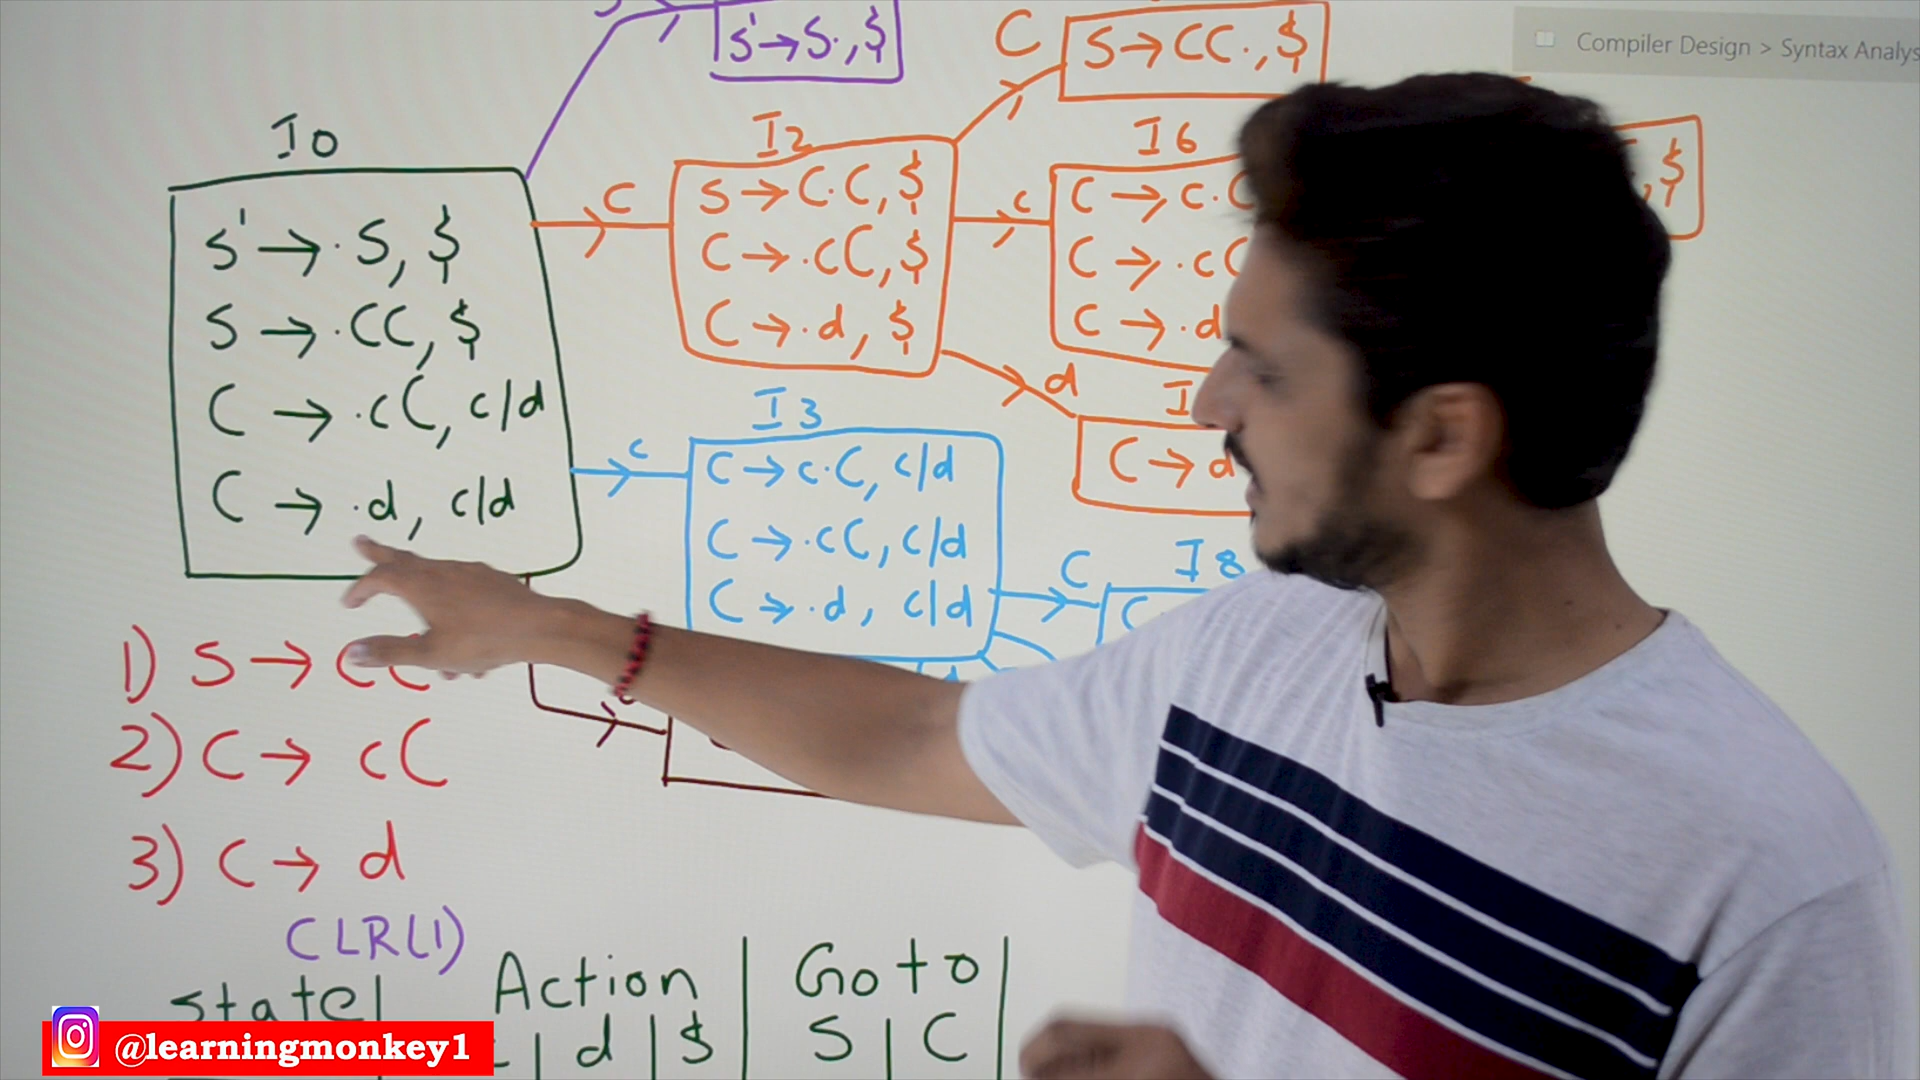 Compiler Design > Syntax Analys
S'→S., $
C
S→CC., $
I0
S'→.S, $
S→.CC, $
C→.cC, c/d
C→.d, c/d
C
I2
S→C.C, $
C→.cC, $
C→.d, $
c
I6
C→c.C
C→.cC
C→.d
, $
d
C→d
c
I3
C→c.C, c/d
C→.cC, c/d
C→.d, c/d
C
I8
C
1) S→CC
2) C→cC
3) C→d
CLR(1)
State | Action | Goto |
| d | $ | S | C |
@learningmonkey1